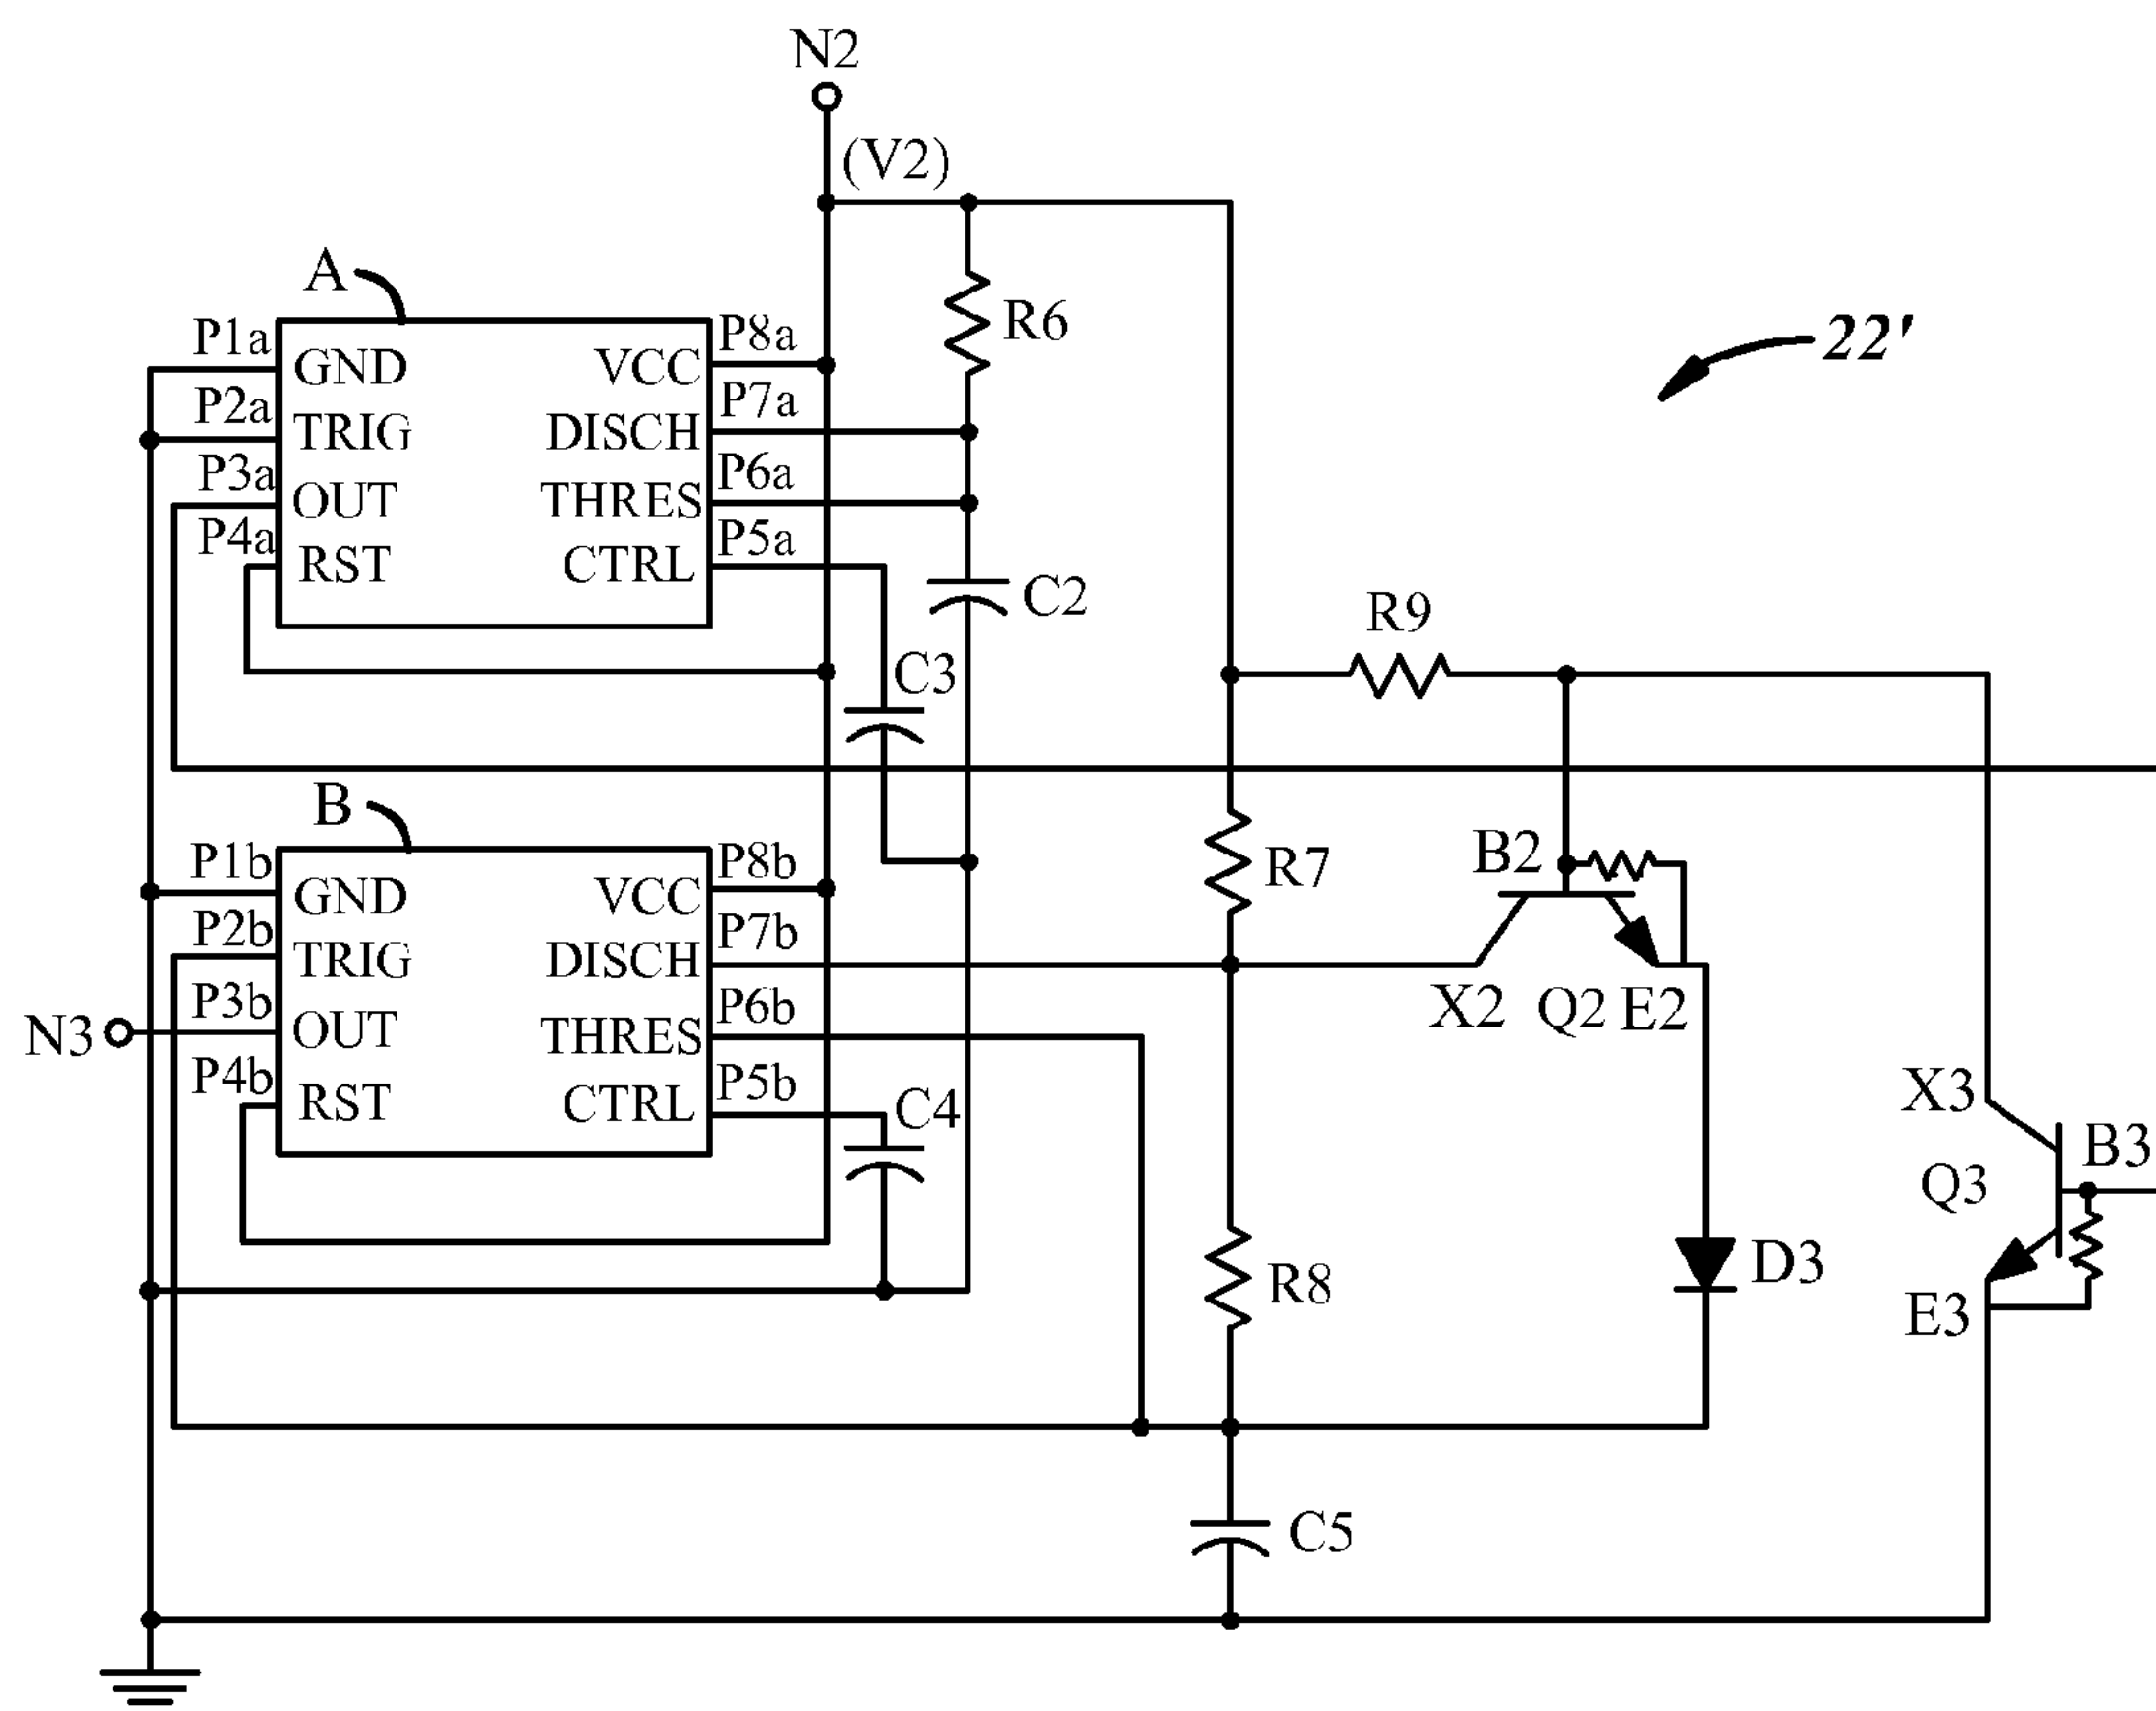 N2
(V2)
A
R6
22'
P1a
GND
VCC
P8a
P2a
TRIG
DISCH
P7a
P3a
OUT
THRES
P6a
P4a
RST
CTRL
P5a
C2
R9
C3
B
R7
B2
P1b
GND
VCC
P8b
P2b
TRIG
DISCH
P7b
N3
P3b
OUT
THRES
P6b
X2
Q2
E2
P4b
RST
CTRL
P5b
C4
X3
B3
Q3
R8
D3
E3
C5